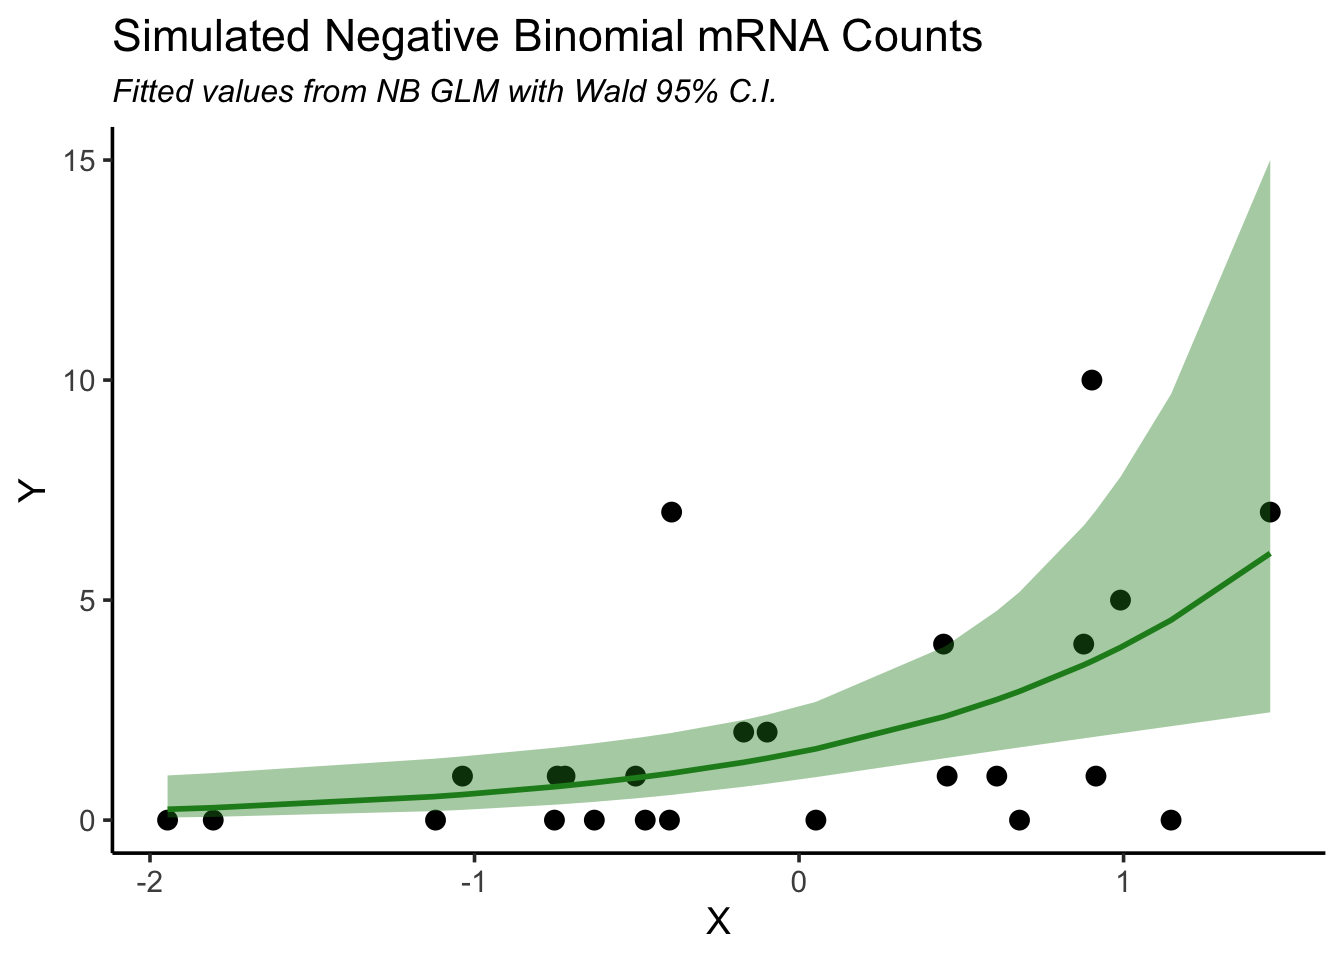 Simulated Negative Binomial mRNA Counts
Fitted values from NB GLM with Wald 95% C.I.
15
10
5
0
Y
-2 -1 0 1
X